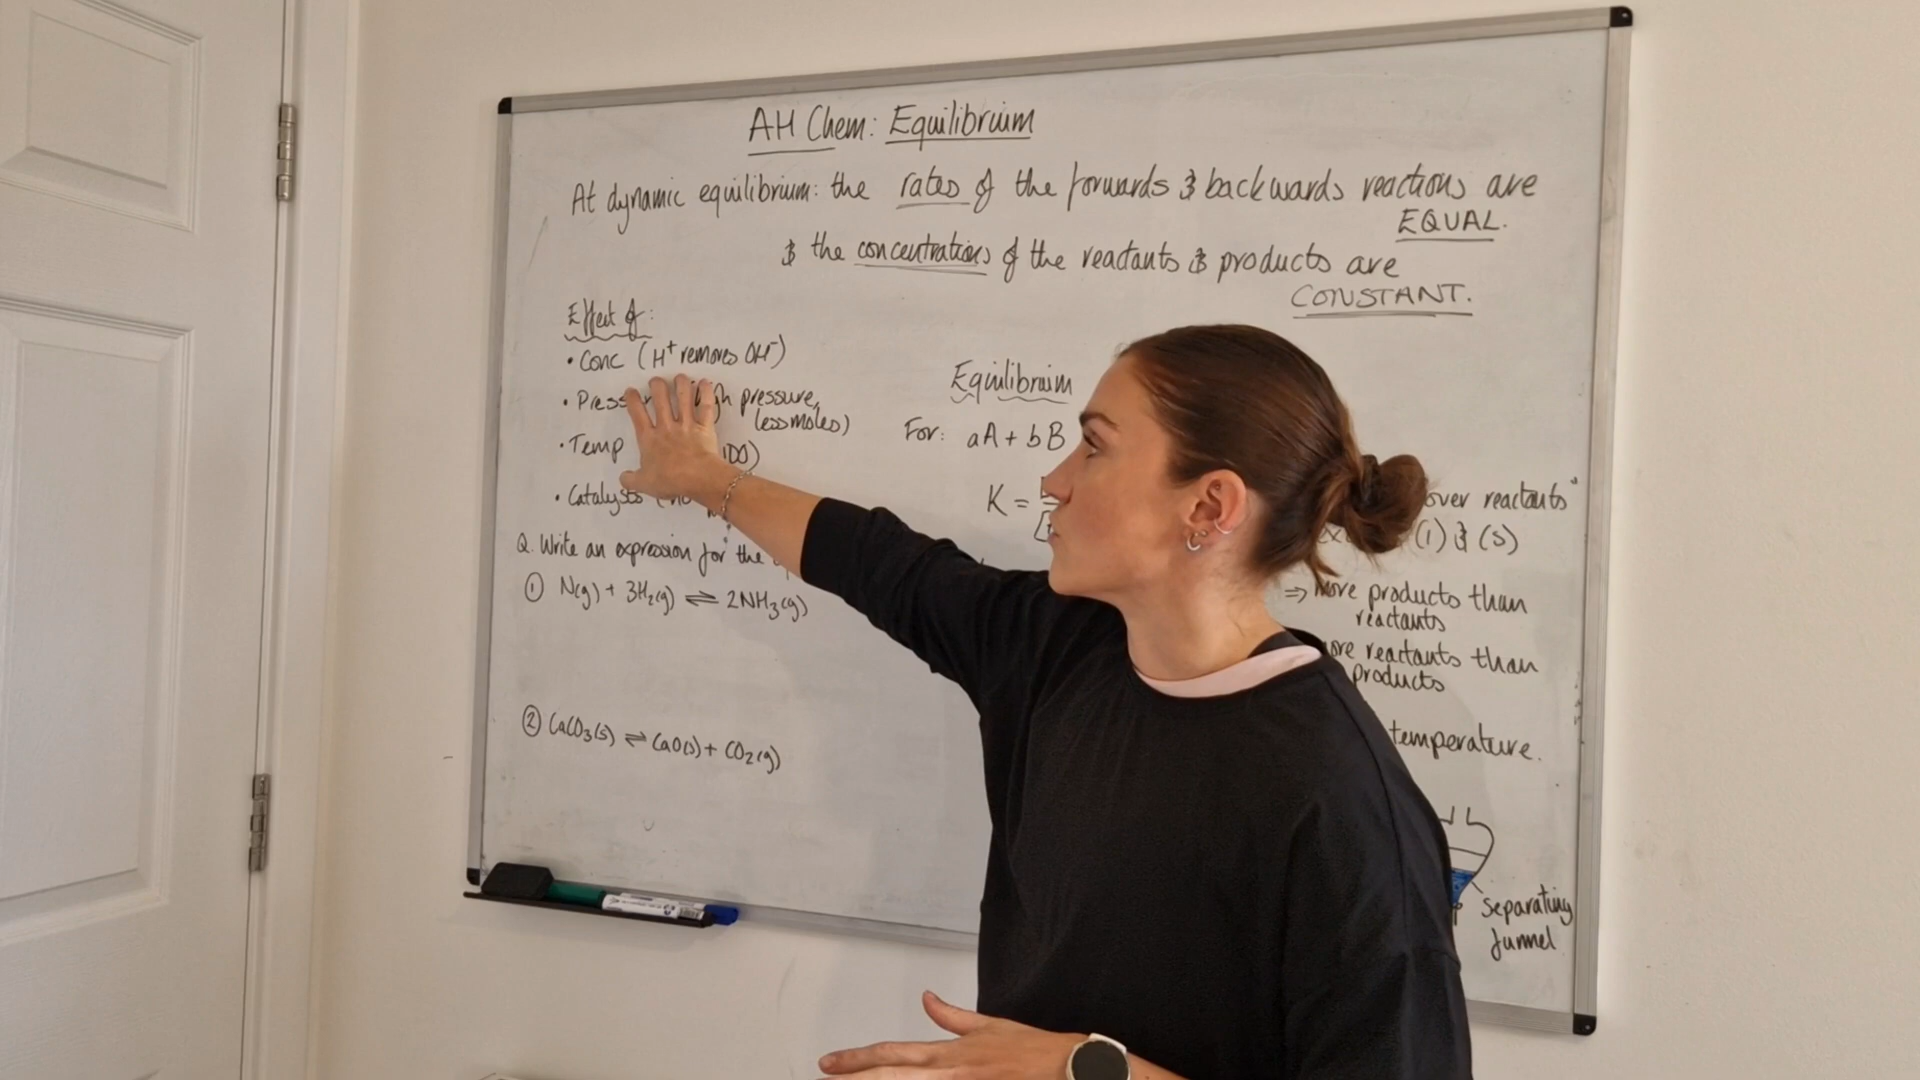 AH Chem: Equilibrium
At dynamic equilibrium: the rates of the forwards & backwards reactions are
EQUAL.
& the concentrations of the reactants & products are
CONSTANT.
Effect of:
• Conc (H⁺ removes OH⁻)
• Press pressure,
less moles)
• Temp
• Catalysts
Q. Write an expression for the
① N(g) + 3H₂(g) ⇌ 2NH₃(g)
② CaCO₃(s) ⇌ CaO(s) + CO₂(g)
Equilibrium
For: aA + bB
K =
over reactants"
(l) & (s)
⇒ more products than
reactants
reactants than
products
temperature.
separating
funnel